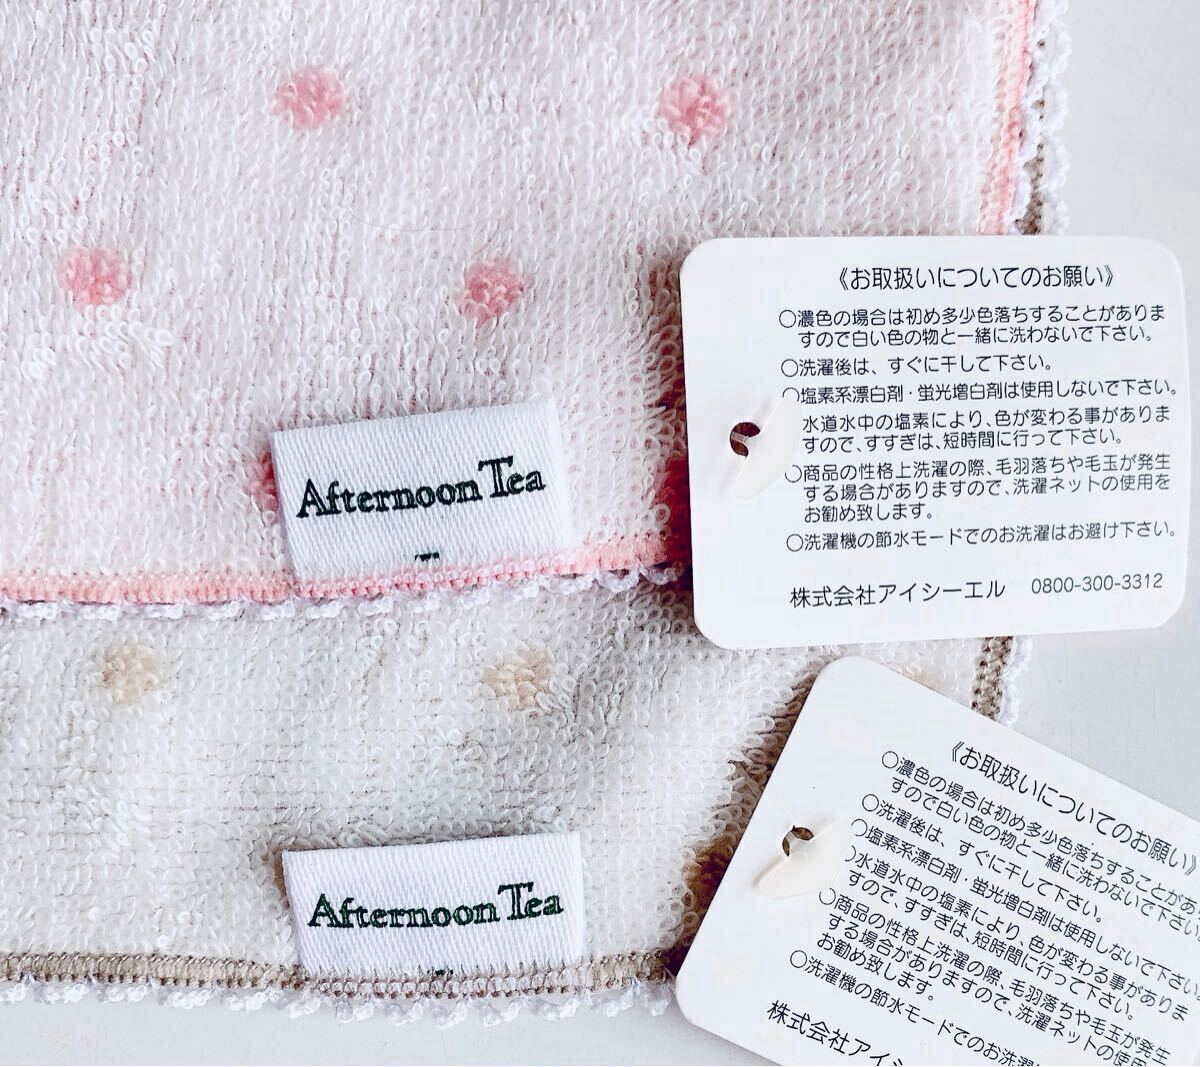 Afternoon Tea
《お取扱いについてのお願い》
○濃色の場合は初め多少色落ちすることがありま
すので白い色の物と一緒に洗わないで下さい。
○洗濯後は、すぐに干して下さい。
○塩素系漂白剤・蛍光増白剤は使用しないで下さい。
水道水中の塩素により、色が変わる事がありま
すので、すすぎは、短時間に行って下さい。
○商品の性格上洗濯の際、毛羽落ちや毛玉が発生
する場合がありますので、洗濯ネットの使用を
お勧め致します。
○洗濯機の節水モードでのお洗濯はお避け下さい。
株式会社アイシーエル 0800-300-3312
Afternoon Tea
《お取扱いについてのお願い》
○濃色の場合は初め多少色落ちすることがあ
すので白い色の物と一緒に洗わないで下さい
○洗濯後は、すぐに干して下さい。
○塩素系漂白剤・蛍光増白剤は使用しないで下さい
○水道水中の塩素により、色が変わる事がありま
すので、すすぎは、短時間に行って下さい。
○商品の性格上洗濯の際、毛羽落ちや毛玉が発生
する場合がありますので、洗濯ネットの使用
お勧め致します。
○洗濯機の節水モードでのお洗濯
株式会社アイシ